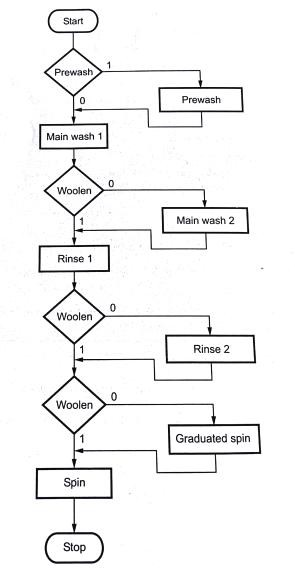 Start
Prewash
1
0
Prewash
Main wash 1
Woolen
0
1
Main wash 2
Rinse 1
Woolen
0
1
Rinse 2
Woolen
0
1
Graduated spin
Spin
Stop